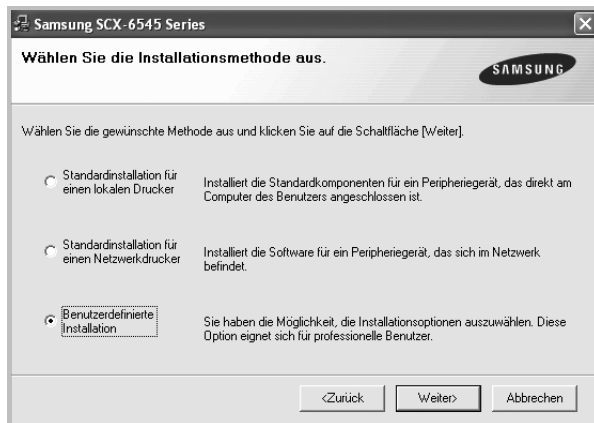 Samsung SCX-6545 Series
Wählen Sie die Installationsmethode aus.
SAMSUNG
Wählen Sie die gewünschte Methode aus und klicken Sie auf die Schaltfläche [Weiter].
Standardinstallation für
einen lokalen Drucker
Installiert die Standardkomponenten für ein Peripheriegerät, das direkt am
Computer des Benutzers angeschlossen ist.
Standardinstallation für
einen Netzwerkdrucker
Installiert die Software für ein Peripheriegerät, das sich im Netzwerk
befindet.
Benutzerdefinierte
Installation
Sie haben die Möglichkeit, die Installationsoptionen auszuwählen. Diese
Option eignet sich für professionelle Benutzer.
<Zurück
Weiter>
Abbrechen